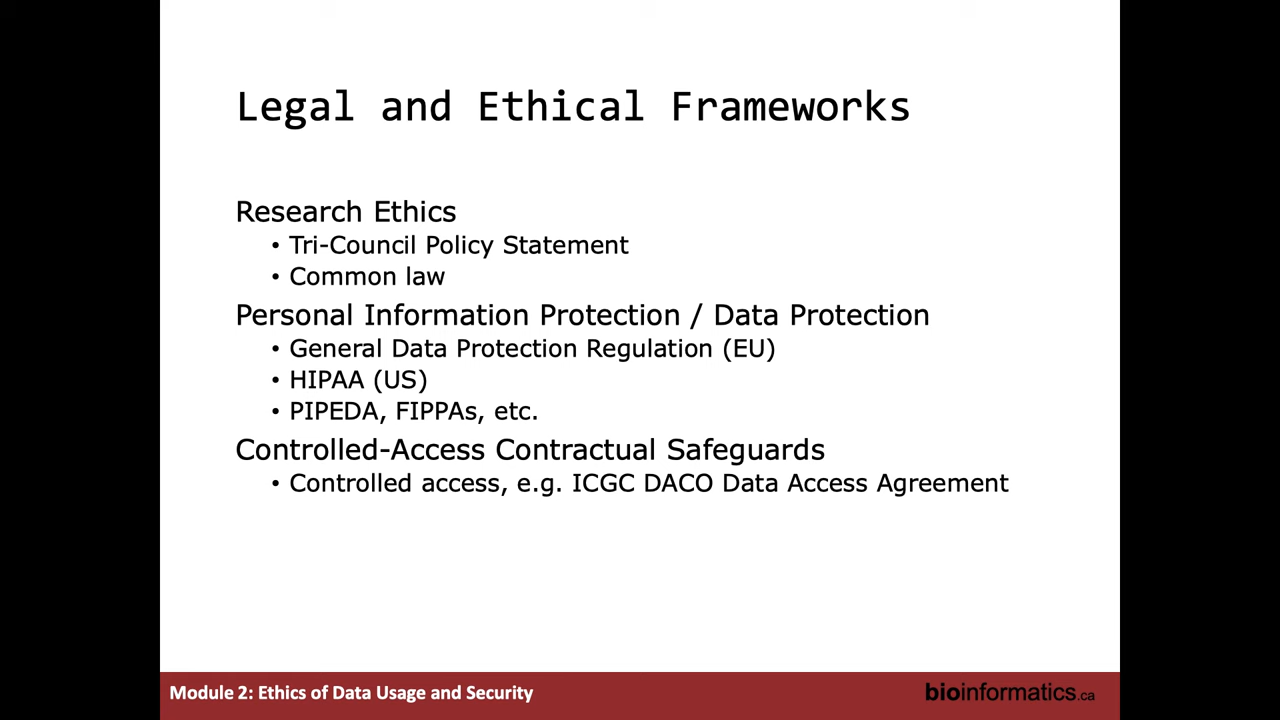 Legal and Ethical Frameworks
Research Ethics
• Tri-Council Policy Statement
• Common law
Personal Information Protection / Data Protection
• General Data Protection Regulation (EU)
• HIPAA (US)
• PIPEDA, FIPPAs, etc.
Controlled-Access Contractual Safeguards
• Controlled access, e.g. ICGC DACO Data Access Agreement
Module 2: Ethics of Data Usage and Security
bioinformatics.ca